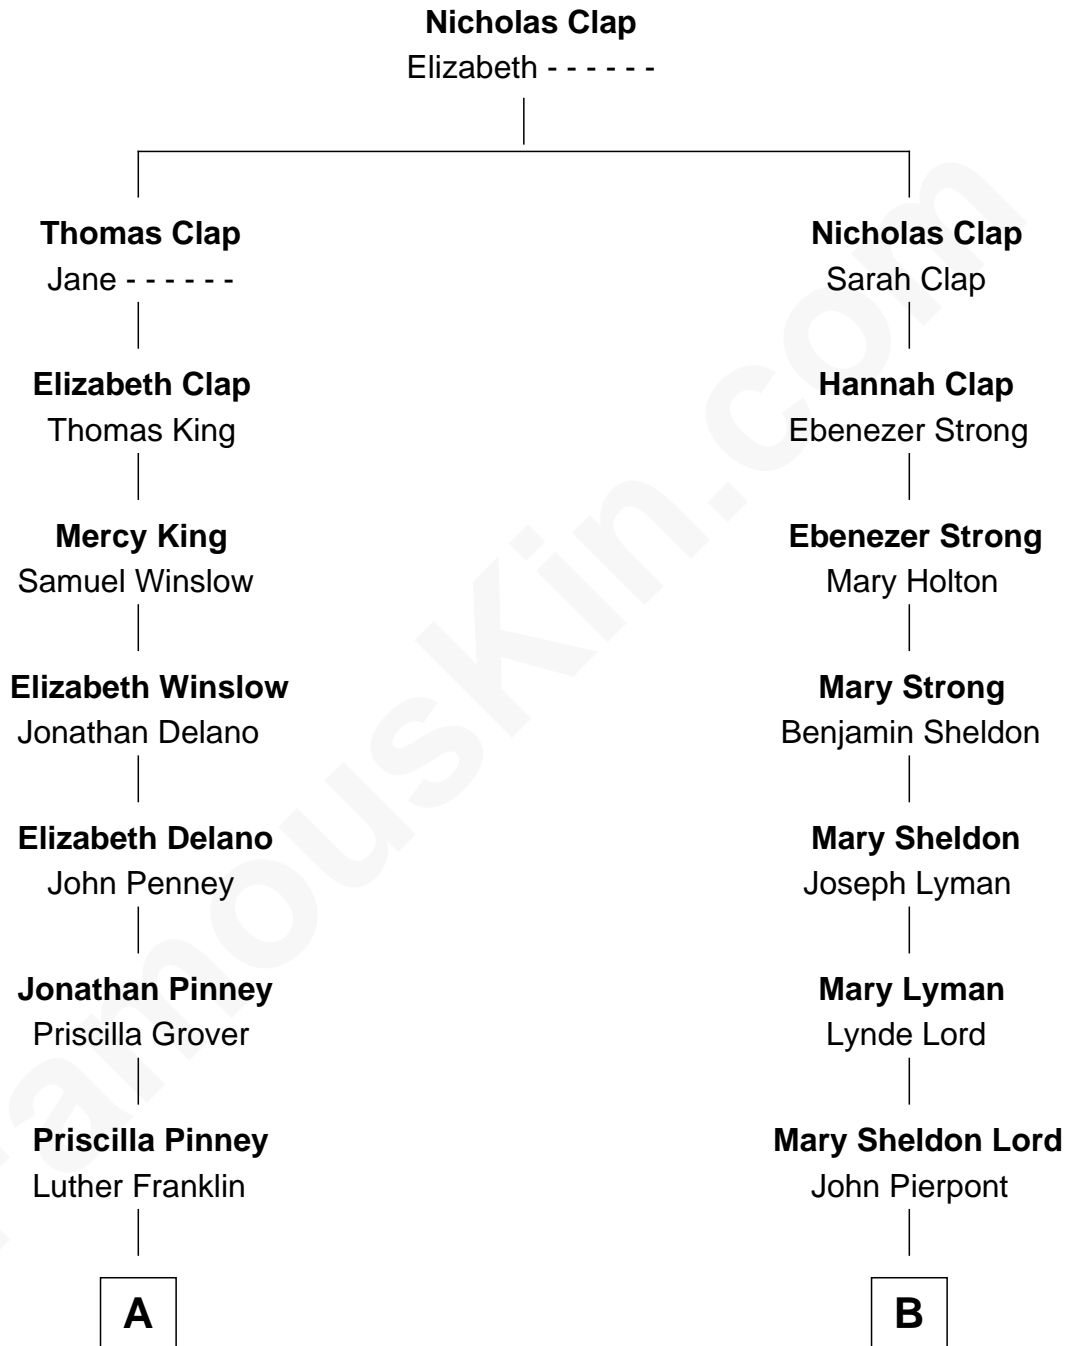 Nicholas Clap
Elizabeth - - - - - -
Thomas Clap
Jane - - - - - -
Nicholas Clap
Sarah Clap
Elizabeth Clap
Thomas King
Hannah Clap
Ebenezer Strong
Mercy King
Samuel Winslow
Ebenezer Strong
Mary Holton
Elizabeth Winslow
Jonathan Delano
Mary Strong
Benjamin Sheldon
Elizabeth Delano
John Penney
Mary Sheldon
Joseph Lyman
Jonathan Pinney
Priscilla Grover
Mary Lyman
Lynde Lord
Priscilla Pinney
Luther Franklin
Mary Sheldon Lord
John Pierpont
A
B
FamousKin.com